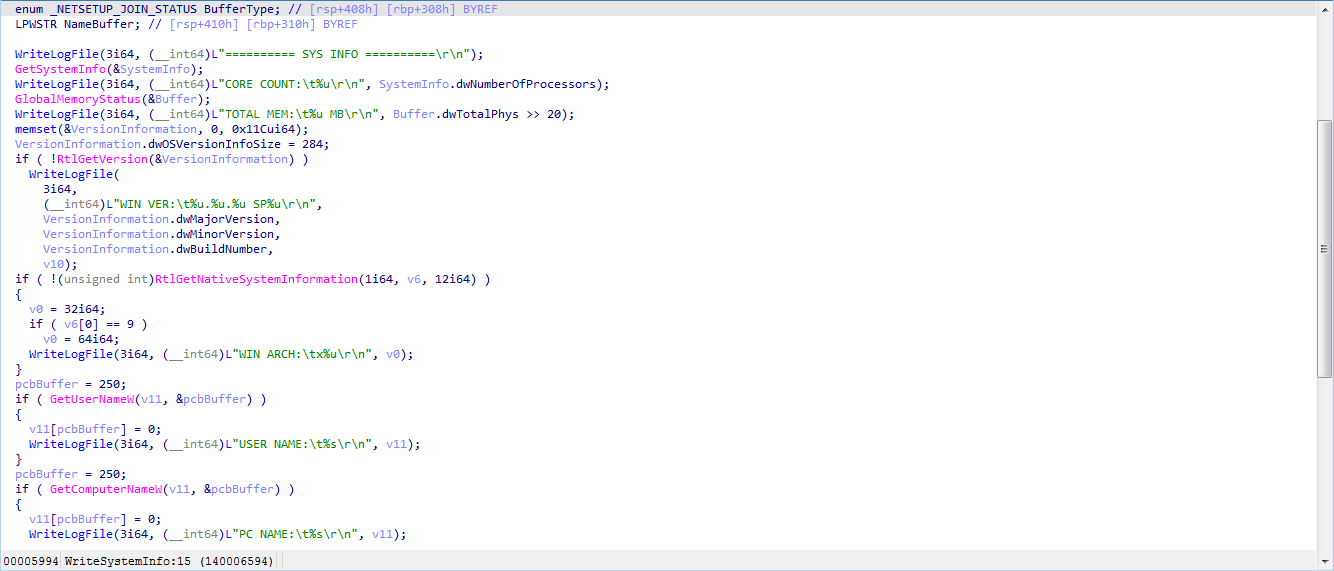 enum _NETSETUP_JOIN_STATUS BufferType; // [rsp+408h] [rbp+308h] BYREF
LPWSTR NameBuffer; // [rsp+410h] [rbp+310h] BYREF

WriteLogFile(3i64, (__int64)L"========== SYS INFO ==========\r\n");
GetSystemInfo(&SystemInfo);
WriteLogFile(3i64, (__int64)L"CORE COUNT:\t%u\r\n", SystemInfo.dwNumberOfProcessors);
GlobalMemoryStatus(&Buffer);
WriteLogFile(3i64, (__int64)L"TOTAL MEM:\t%u MB\r\n", Buffer.dwTotalPhys >> 20);
memset(&VersionInformation, 0, 0x11Cui64);
VersionInformation.dwOSVersionInfoSize = 284;
if ( !RtlGetVersion(&VersionInformation) )
  WriteLogFile(
    3i64,
    (__int64)L"WIN VER:\t%u.%u.%u SP%u\r\n",
    VersionInformation.dwMajorVersion,
    VersionInformation.dwMinorVersion,
    VersionInformation.dwBuildNumber,
    v10);
if ( !(unsigned int)RtlGetNativeSystemInformation(1i64, v6, 12i64) )
{
  v0 = 32i64;
  if ( v6[0] == 9 )
    v0 = 64i64;
  WriteLogFile(3i64, (__int64)L"WIN ARCH:\tx%u\r\n", v0);
}
pcbBuffer = 250;
if ( GetUserNameW(v11, &pcbBuffer) )
{
  v11[pcbBuffer] = 0;
  WriteLogFile(3i64, (__int64)L"USER NAME:\t%s\r\n", v11);
}
pcbBuffer = 250;
if ( GetComputerNameW(v11, &pcbBuffer) )
{
  v11[pcbBuffer] = 0;
  WriteLogFile(3i64, (__int64)L"PC NAME:\t%s\r\n", v11);
00005994 WriteSystemInfo:15 (140006594)